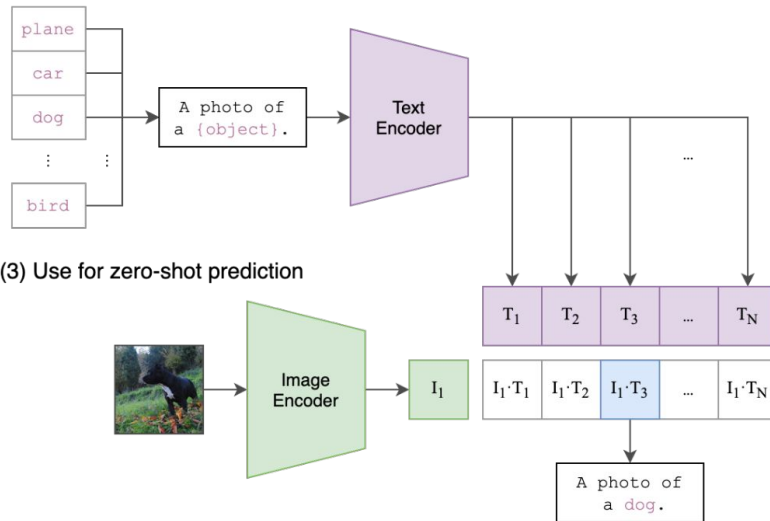 plane
car
dog
⋮ ⋮
bird
A photo of
a {object}.
Text
Encoder
...
(3) Use for zero-shot prediction
Image
Encoder
I1
T1 T2 T3 ... TN
I1·T1 I1·T2 I1·T3 ... I1·TN
A photo of
a dog.